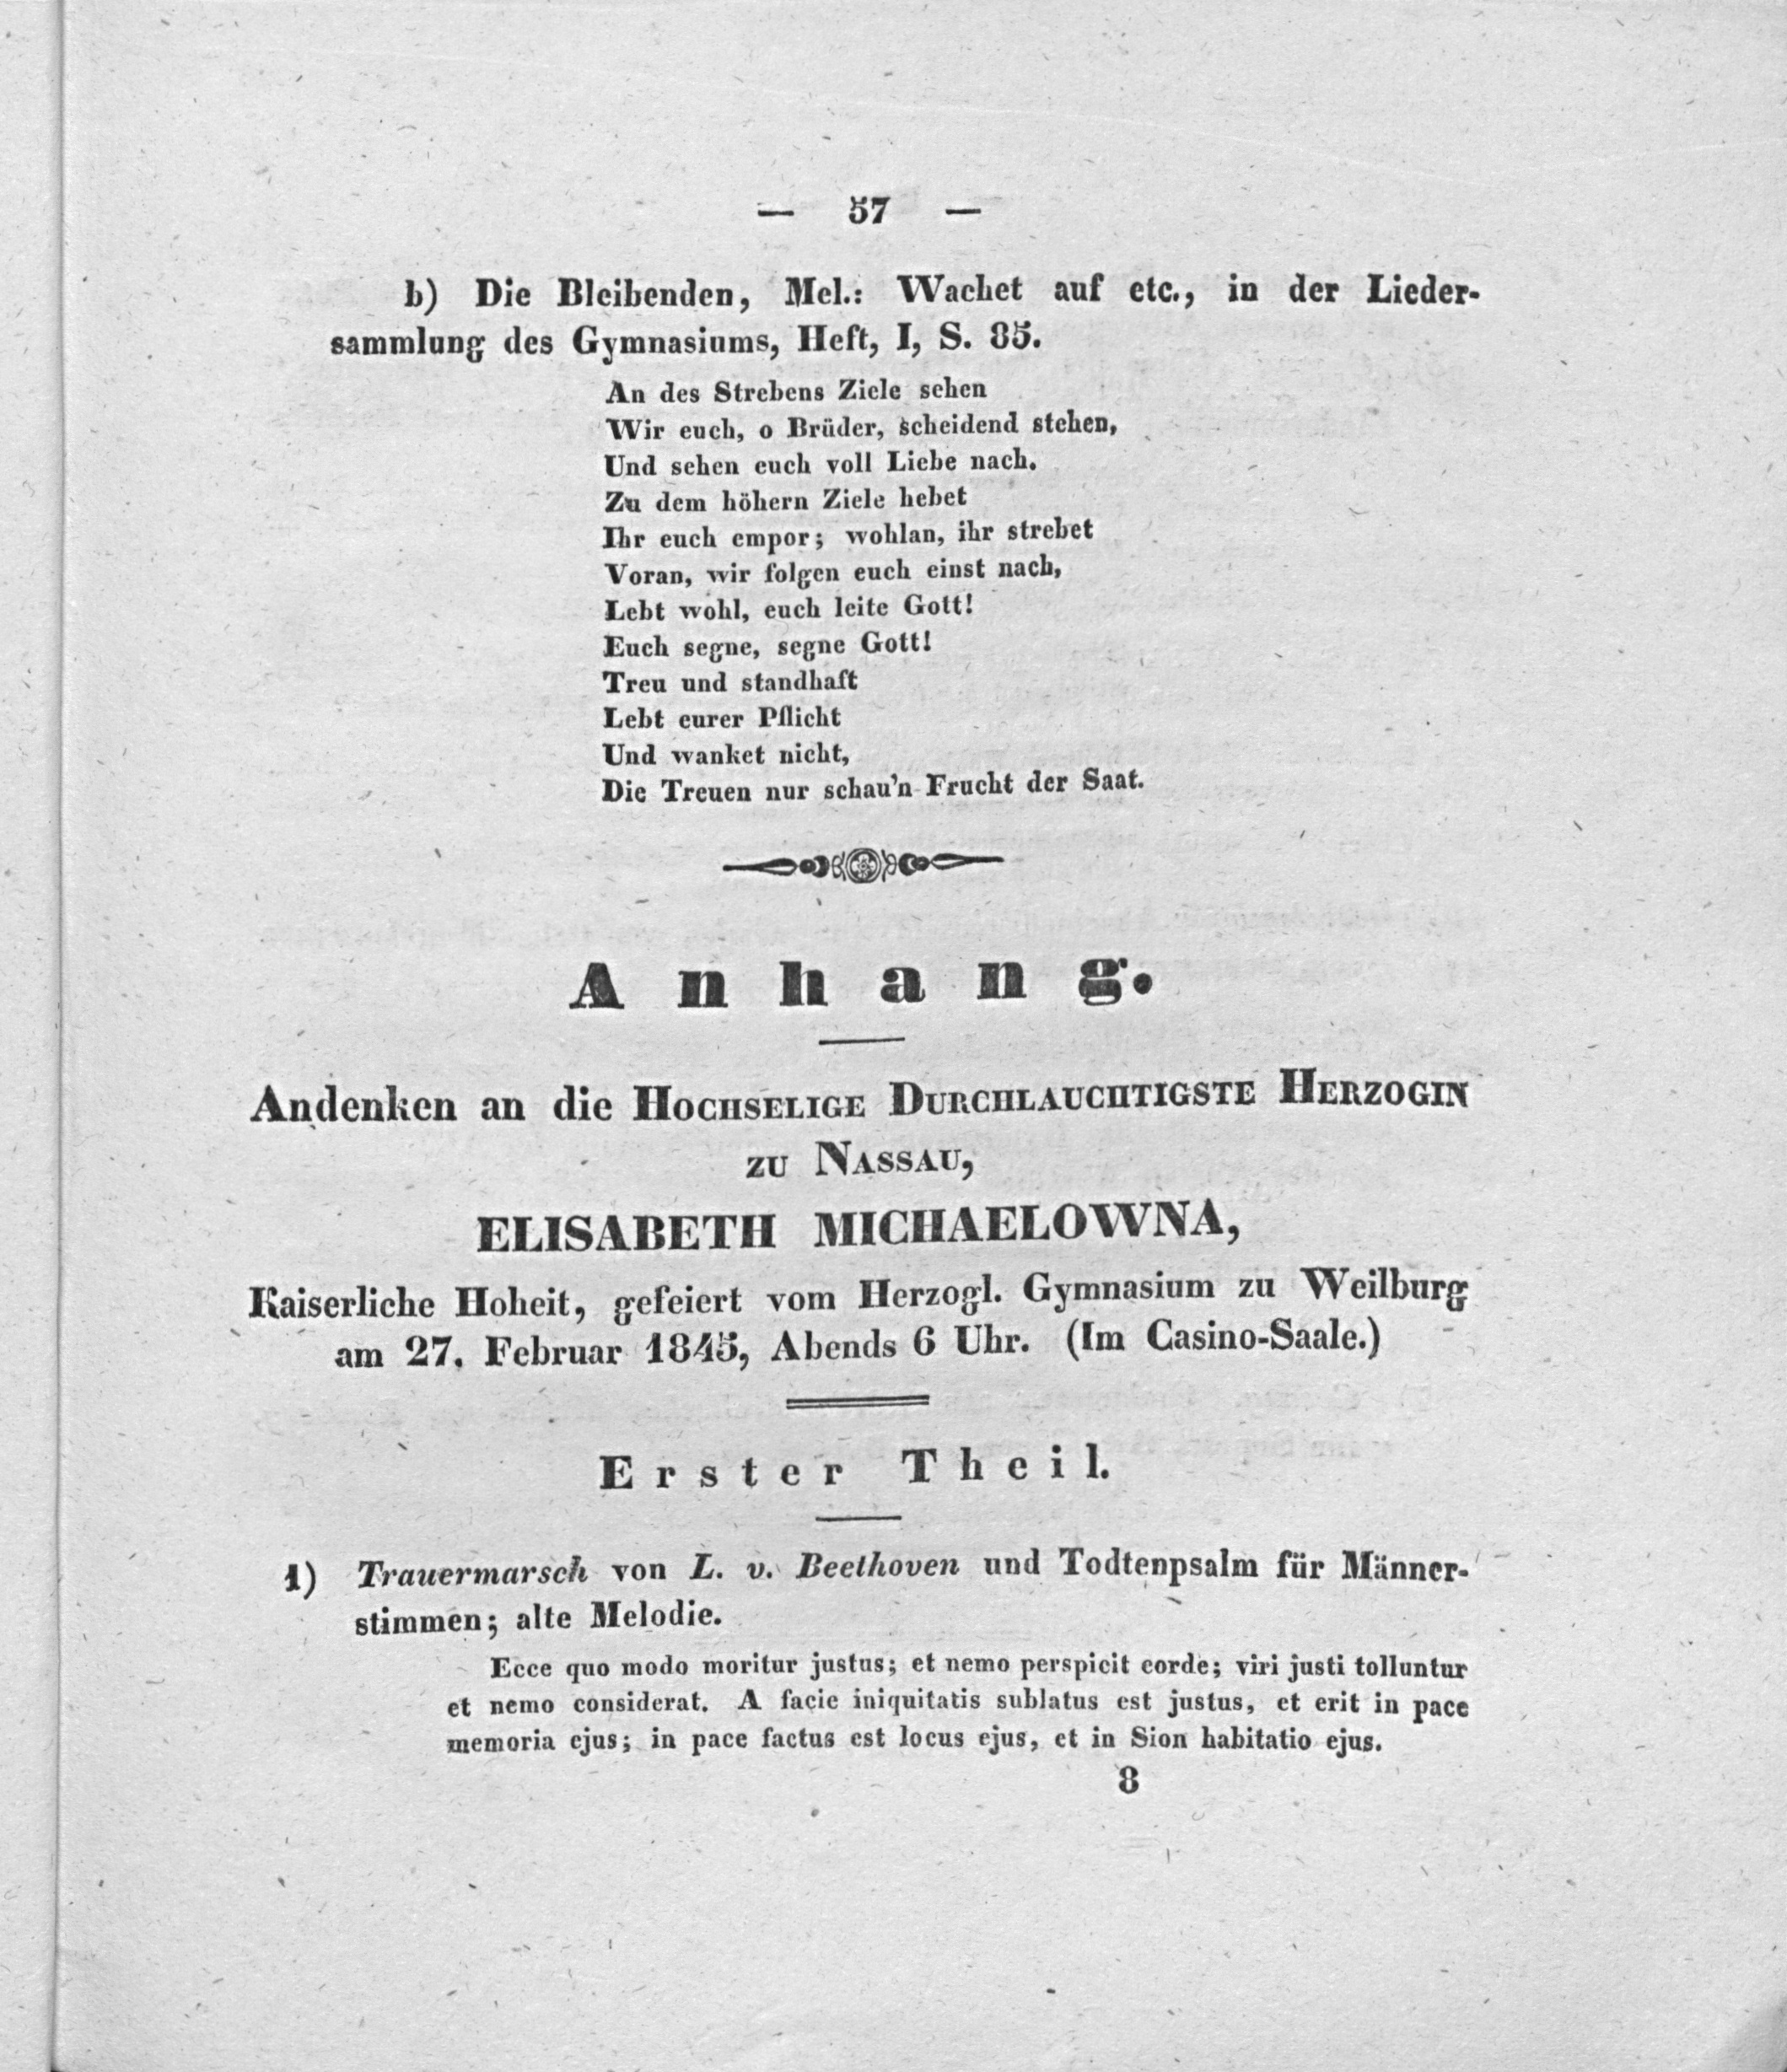 — 57 —
b) Die Bleibenden, Mel.: Wachet auf etc., in der Lieder-
sammlung des Gymnasiums, Heft, I, S. 85.
An des Strebens Ziele sehen
Wir euch, o Brüder, scheidend stehen,
Und sehen euch voll Liebe nach.
Zu dem höhern Ziele hebet
Ihr euch empor; wohlan, ihr strebet
Voran, wir folgen euch einst nach,
Lebt wohl, euch leite Gott!
Euch segne, segne Gott!
Treu und standhaft
Lebt eurer Pflicht
Und wanket nicht,
Die Treuen nur schau'n Frucht der Saat.
Anhang.
Andenken an die HOCHSELIGE DURCHLAUCHTIGSTE HERZOGIN
ZU NASSAU,
ELISABETH MICHAELOWNA,
Kaiserliche Hoheit, gefeiert vom Herzogl. Gymnasium zu Weilburg
am 27. Februar 1845, Abends 6 Uhr. (Im Casino-Saale.)
Erster Theil.
1) Trauermarsch von L. v. Beethoven und Todtenpsalm für Männer-
stimmen; alte Melodie.
Ecce quo modo moritur justus; et nemo perspicit corde; viri justi tolluntur
et nemo considerat. A facie iniquitatis sublatus est justus, et erit in pace
memoria ejus; in pace factus est locus ejus, et in Sion habitatio ejus.
8